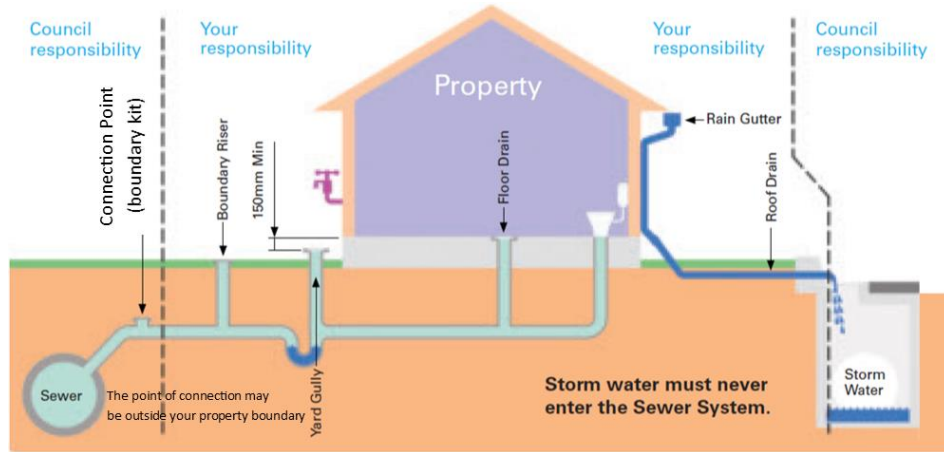 Council
responsibility
Your
responsibility
Your
responsibility
Council
responsibility
Property
Connection Point
(boundary kit)
Boundary Riser
150mm Min
Floor Drain
Rain Gutter
Roof Drain
Sewer
The point of connection may
be outside your property boundary
Yard Gully
Storm water must never
enter the Sewer System.
Storm
Water